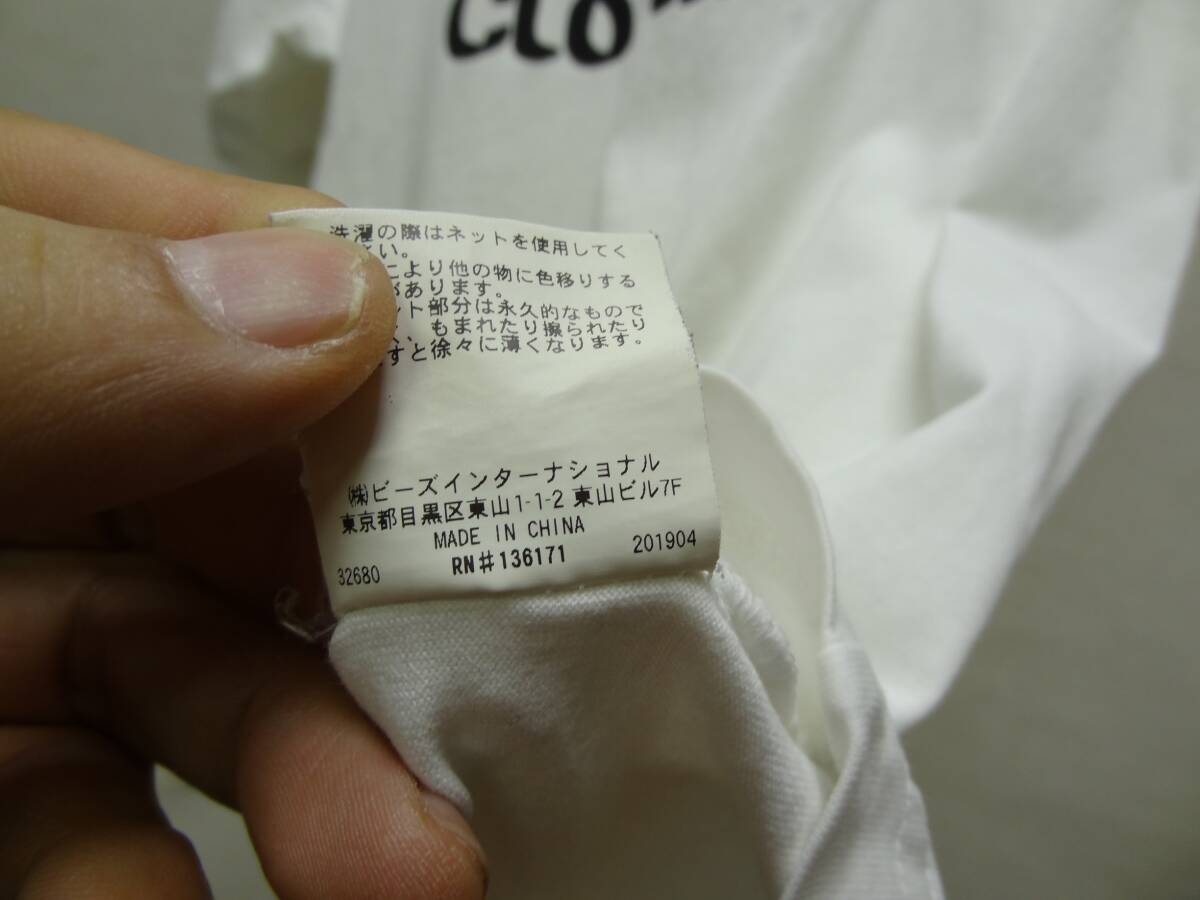 CLO
洗濯の際はネットを使用してく
い。
により他の物に色移りする
があります。
ント部分は永久的なもので
、もまれたり擦られたり
すと徐々に薄くなります。
(株)ビーズインターナショナル
東京都目黒区東山1-1-2 東山ビル7F
MADE IN CHINA
32680 RN#136171 201904